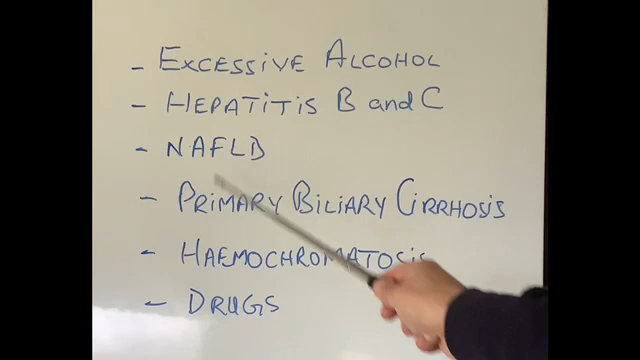 - Excessive Alcohol
- Hepatitis B and C
- NAFLD
- Primary Biliary Cirrhosis
- Haemochromatosis
- Drugs